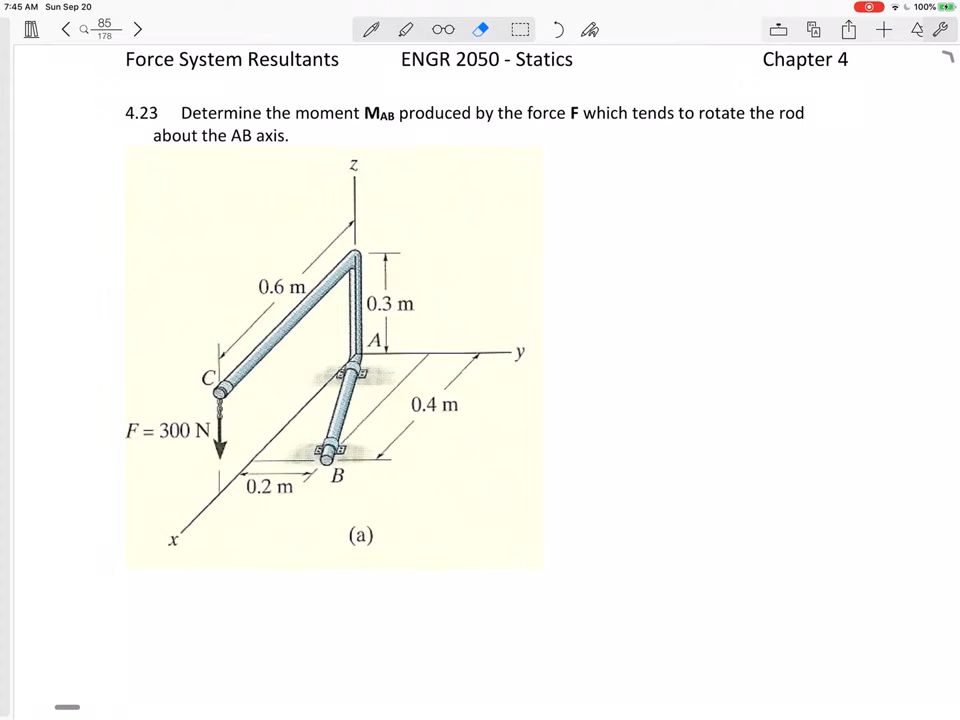 7:45 AM Sun Sep 20
100%
85
178
Force System Resultants ENGR 2050 - Statics Chapter 4
4.23 Determine the moment MAB produced by the force F which tends to rotate the rod
about the AB axis.
z
0.6 m
0.3 m
A
y
C
0.4 m
F = 300 N
B
0.2 m
x
(a)